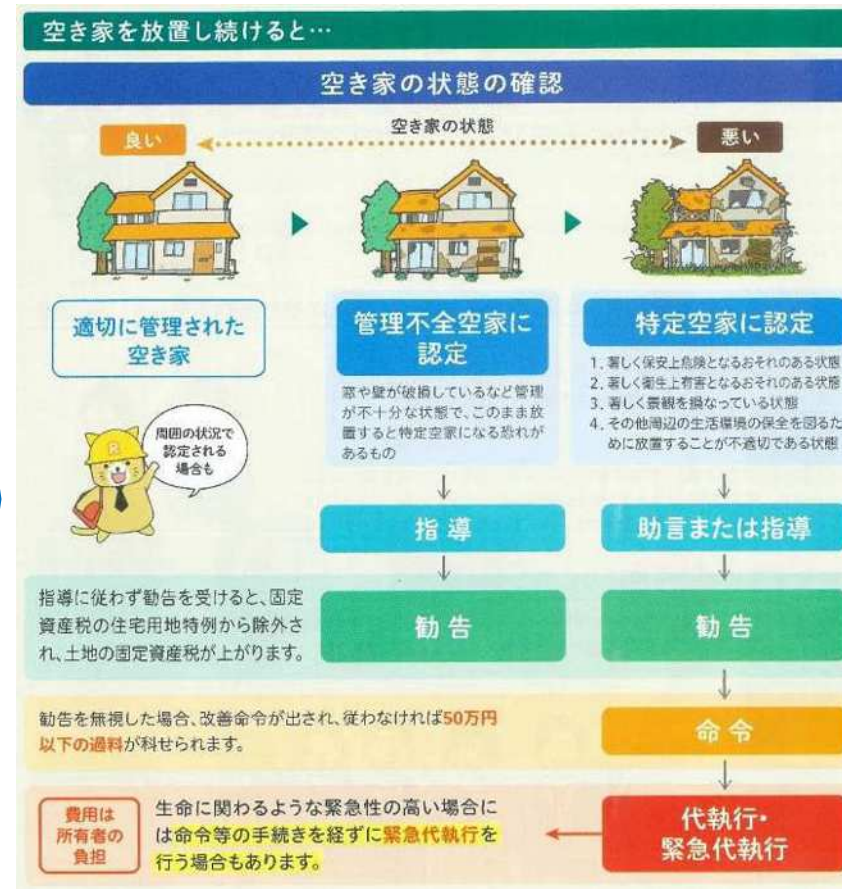 空き家を放置し続けると…
空き家の状態の確認
良い
空き家の状態
悪い
適切に管理された
空き家
管理不全空家に
認定
窓や壁が破損しているなど管理
が不十分な状態で、このまま放
置すると特定空家になる恐れが
あるもの
特定空家に認定
1. 著しく保安上危険となるおそれのある状態
2. 著しく衛生上有害となるおそれのある状態
3. 著しく景観を損なっている状態
4. その他周辺の生活環境の保全を図るた
めに放置することが不適切である状態
周囲の状況で
認定される
場合も
R
指導
助言または指導
指導に従わず勧告を受けると、固定
資産税の住宅用地特例から除外さ
れ、土地の固定資産税が上がります。
勧告
勧告
勧告を無視した場合、改善命令が出され、従わなければ50万円
以下の過料が科せられます。
命令
費用は
所有者の
負担
生命に関わるような緊急性の高い場合に
は命令等の手続きを経ずに緊急代執行を
行う場合もあります。
代執行・
緊急代執行